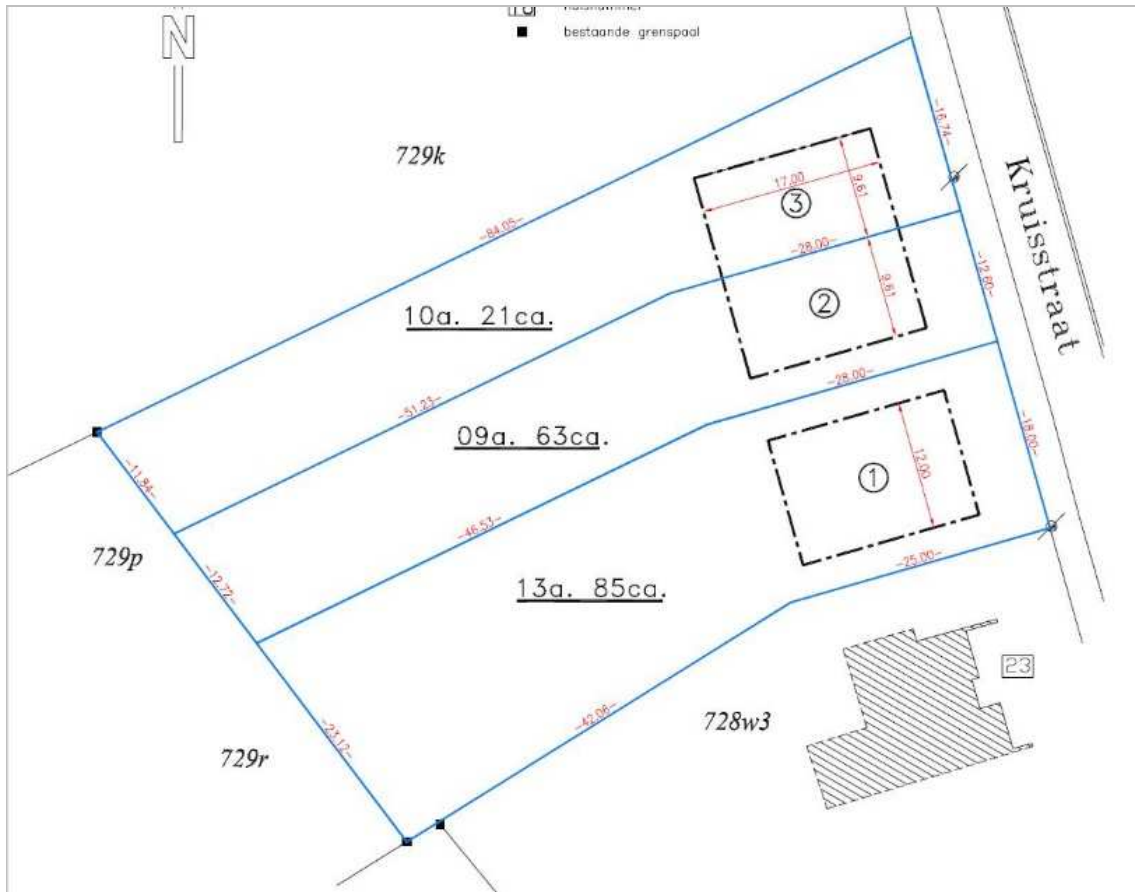 N
bestaande grenspaal
729k
-16.74-
Kruisstraat
17.00
9.61
③
-84.05-
-28.00-
9.61
②
-12.60-
10a. 21ca.
-51.23-
-28.00-
09a. 63ca.
-18.00-
12.00
①
-11.84-
-46.53-
729p
-12.72-
-25.00-
13a. 85ca.
23
-42.06-
728w3
-23.12-
729r